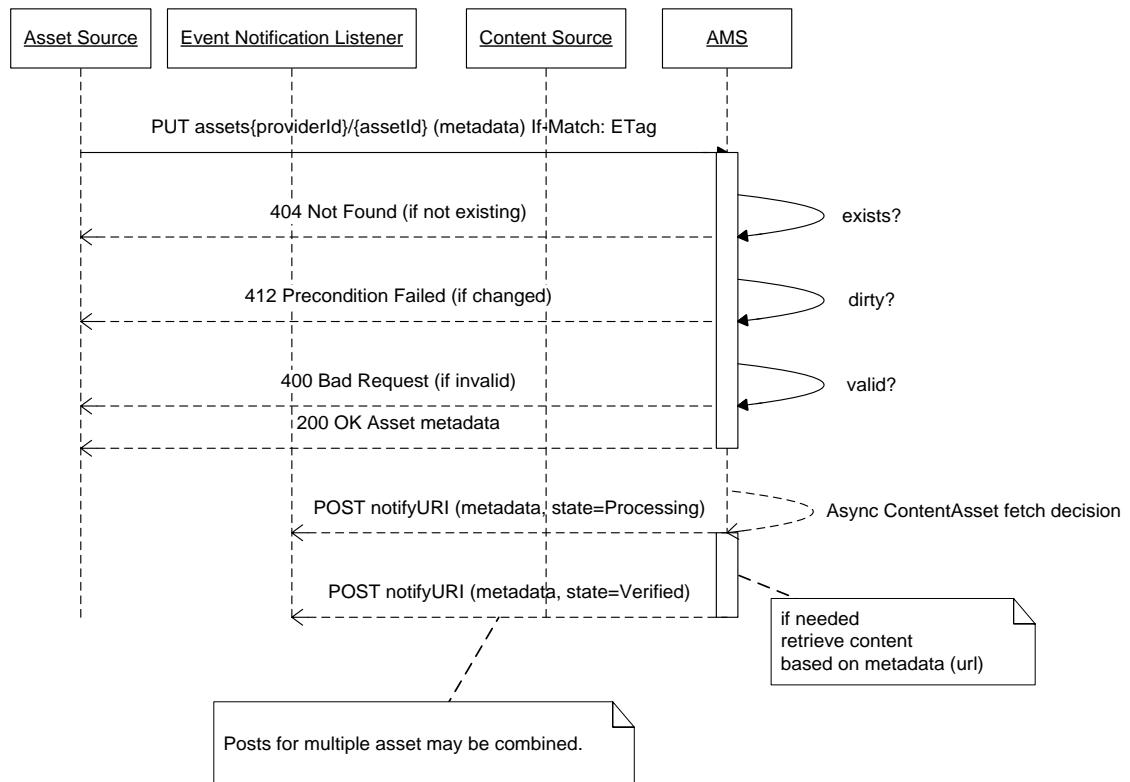 Asset Source
Event Notification Listener
Content Source
AMS
PUT assets{providerId}/{assetId} (metadata) If-Match: ETag
404 Not Found (if not existing)
exists?
412 Precondition Failed (if changed)
dirty?
400 Bad Request (if invalid)
valid?
200 OK Asset metadata
POST notifyURI (metadata, state=Processing)
Async ContentAsset fetch decision
POST notifyURI (metadata, state=Verified)
if needed
retrieve content
based on metadata (url)
Posts for multiple asset may be combined.